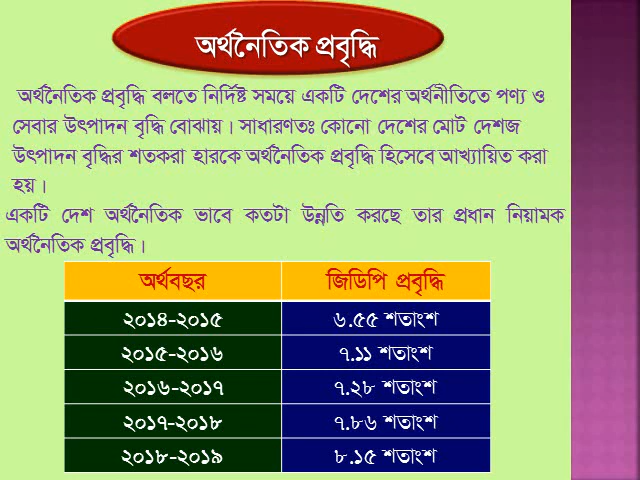 অর্থনৈতিক প্রবৃদ্ধি
অর্থনৈতিক প্রবৃদ্ধি বলতে নির্দিষ্ট সময়ে একটি দেশের অর্থনীতিতে পণ্য ও
সেবার উৎপাদন বৃদ্ধি বোঝায়। সাধারণতঃ কোনো দেশের মোট দেশজ
উৎপাদন বৃদ্ধির শতকরা হারকে অর্থনৈতিক প্রবৃদ্ধি হিসেবে আখ্যায়িত করা
হয়।
একটি দেশ অর্থনৈতিক ভাবে কতটা উন্নতি করছে তার প্রধান নিয়ামক
অর্থনৈতিক প্রবৃদ্ধি।
অর্থবছর জিডিপি প্রবৃদ্ধি
২০১৪-২০১৫ ৬.৫৫ শতাংশ
২০১৫-২০১৬ ৭.১১ শতাংশ
২০১৬-২০১৭ ৭.২৮ শতাংশ
২০১৭-২০১৮ ৭.৮৬ শতাংশ
২০১৮-২০১৯ ৮.১৫ শতাংশ